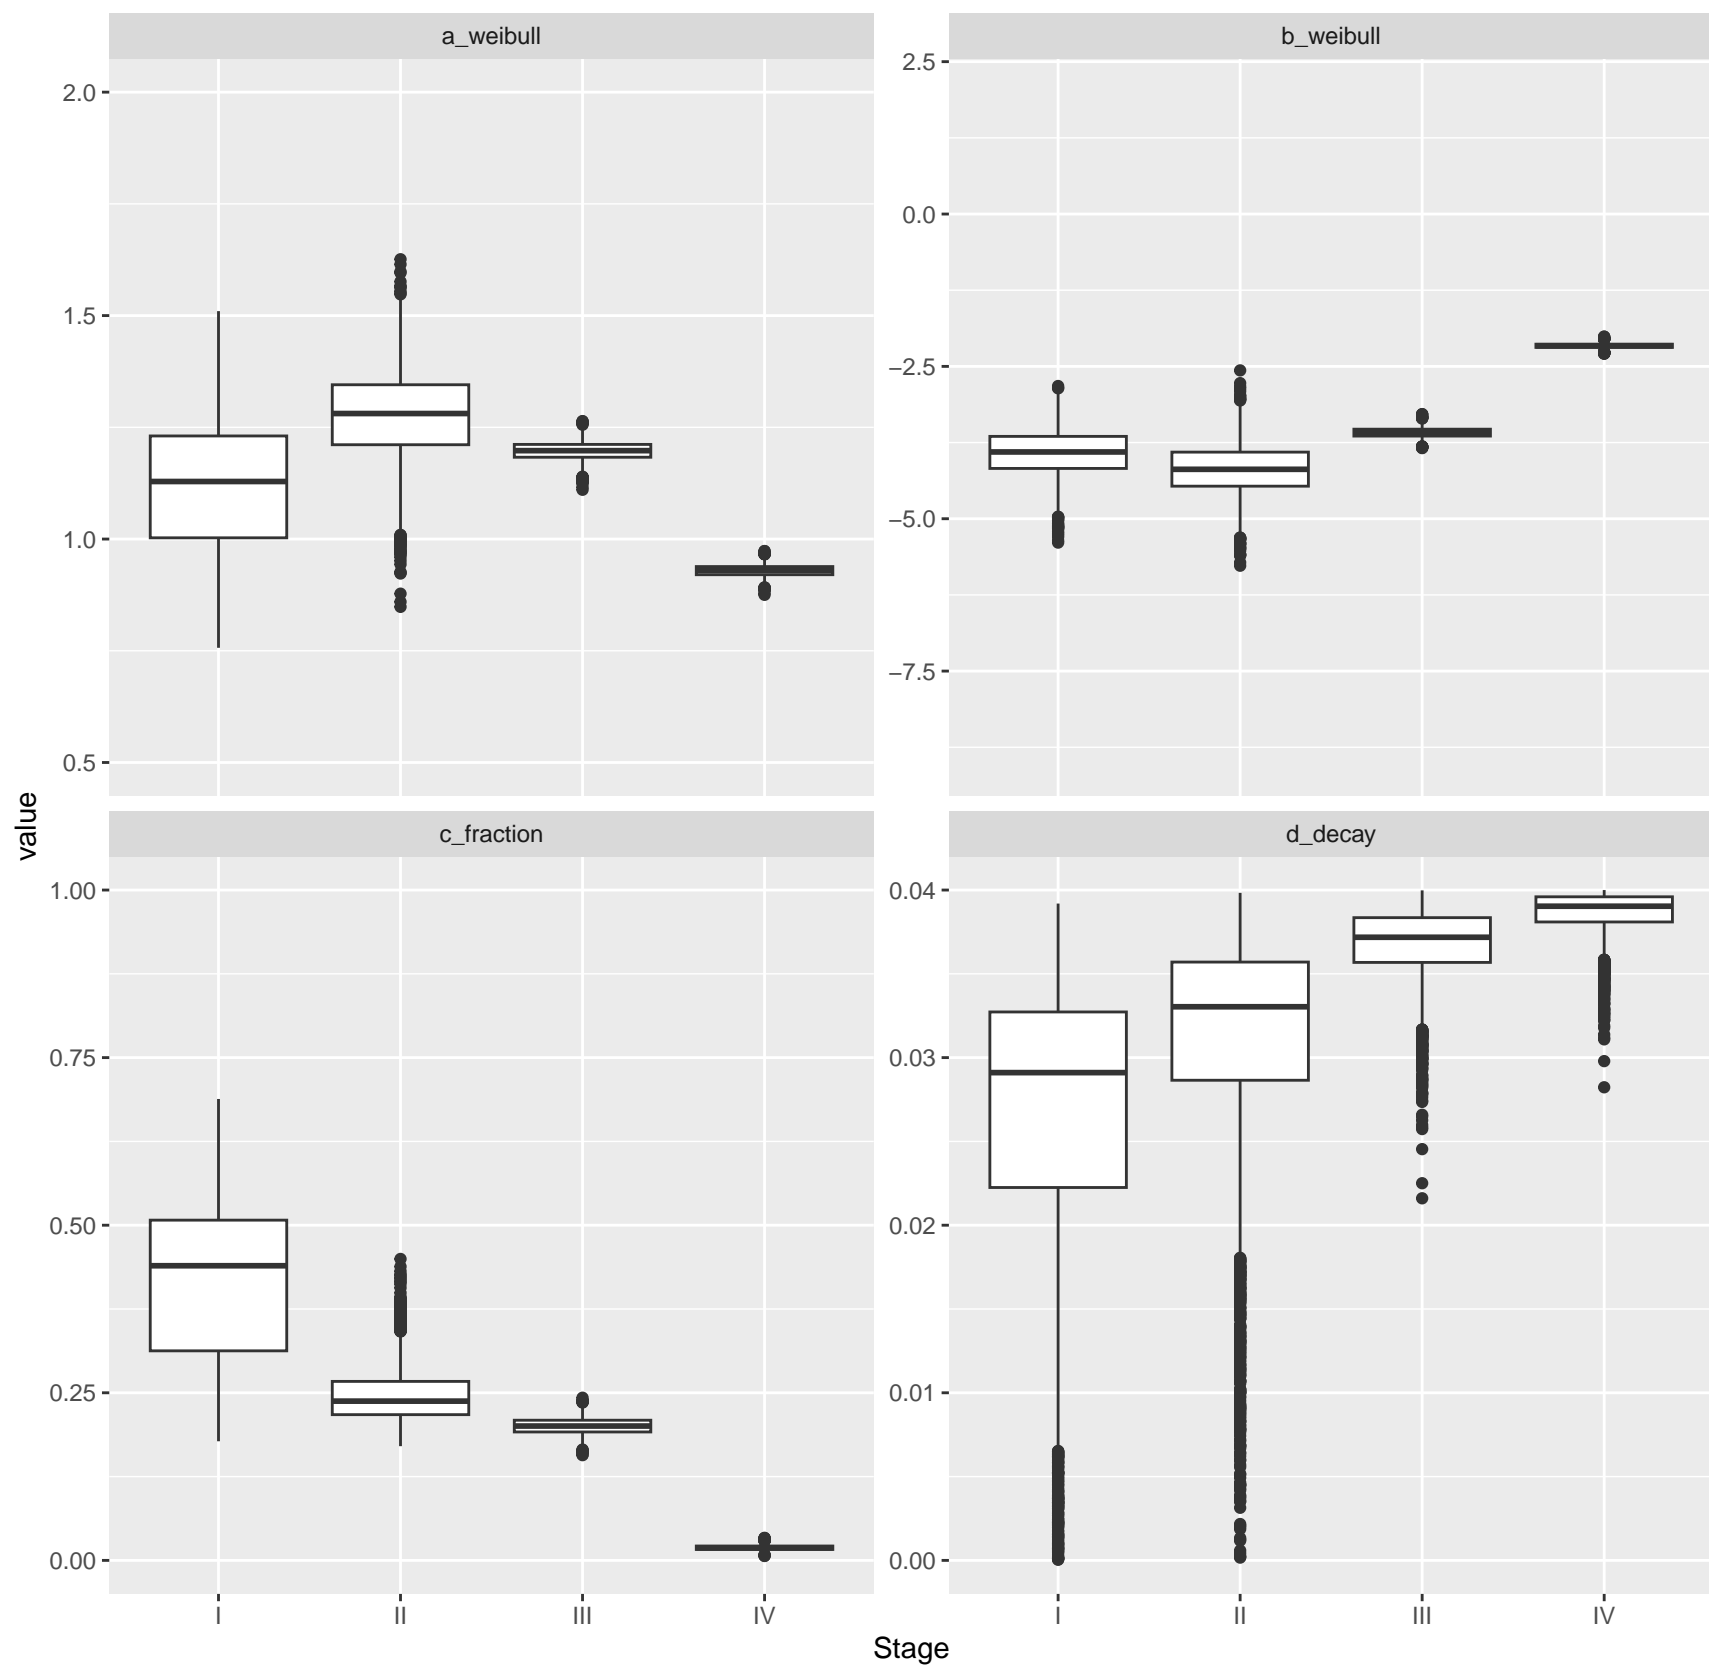 a_weibull
b_weibull
2.0
1.5
1.0
0.5
2.5
0.0
−2.5
−5.0
−7.5
value
c_fraction
d_decay
1.00
0.75
0.50
0.25
0.00
0.04
0.03
0.02
0.01
0.00
I II III IV
I II III IV
Stage